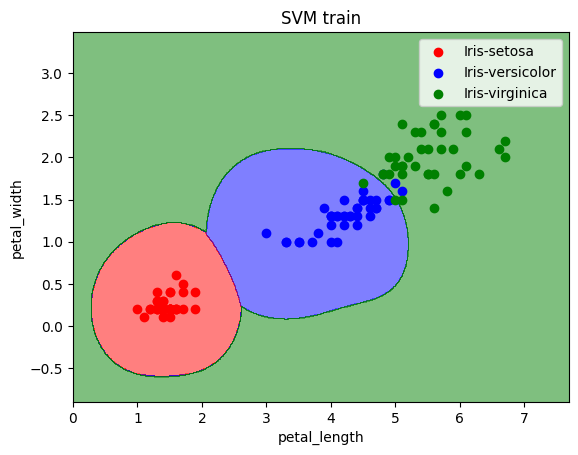 SVM train
Iris-setosa
Iris-versicolor
Iris-virginica
petal_width
3.0
2.5
2.0
1.5
1.0
0.5
0.0
−0.5
0 1 2 3 4 5 6 7
petal_length